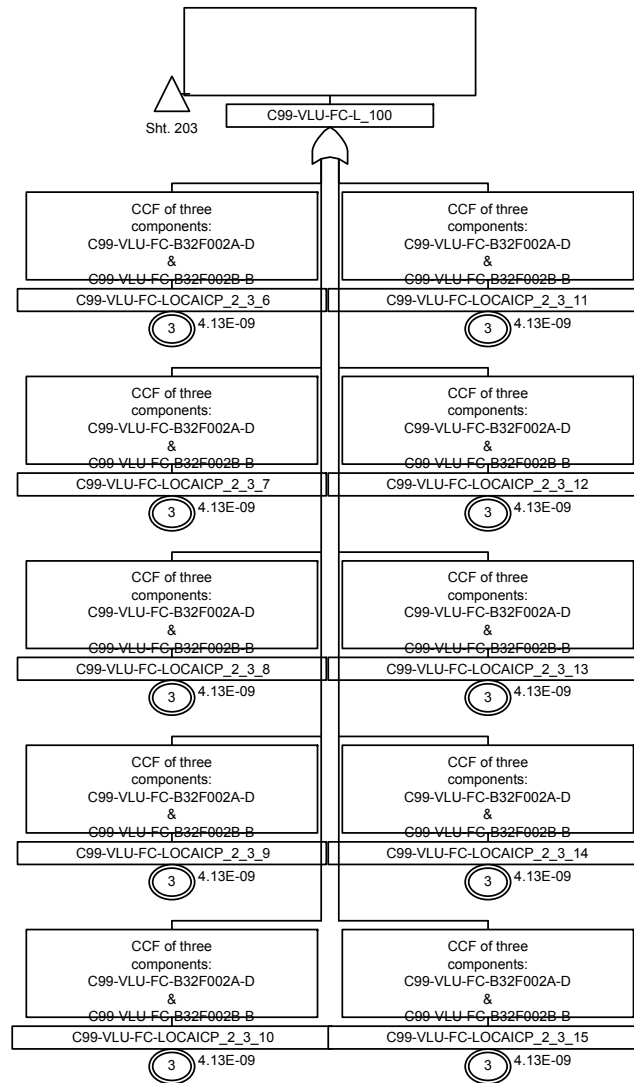 C99-VLU-FC-L_100
Sht. 203
CCF of three
components:
C99-VLU-FC-B32F002A-D
&
C99-VLU-FC-B32F002B-B
C99-VLU-FC-LOCAICP_2_3_6
3
4.13E-09
CCF of three
components:
C99-VLU-FC-B32F002A-D
&
C99-VLU-FC-B32F002B-B
C99-VLU-FC-LOCAICP_2_3_11
3
4.13E-09
CCF of three
components:
C99-VLU-FC-B32F002A-D
&
C99-VLU-FC-B32F002B-B
C99-VLU-FC-LOCAICP_2_3_7
3
4.13E-09
CCF of three
components:
C99-VLU-FC-B32F002A-D
&
C99-VLU-FC-B32F002B-B
C99-VLU-FC-LOCAICP_2_3_12
3
4.13E-09
CCF of three
components:
C99-VLU-FC-B32F002A-D
&
C99-VLU-FC-B32F002B-B
C99-VLU-FC-LOCAICP_2_3_8
3
4.13E-09
CCF of three
components:
C99-VLU-FC-B32F002A-D
&
C99-VLU-FC-B32F002B-B
C99-VLU-FC-LOCAICP_2_3_13
3
4.13E-09
CCF of three
components:
C99-VLU-FC-B32F002A-D
&
C99-VLU-FC-B32F002B-B
C99-VLU-FC-LOCAICP_2_3_9
3
4.13E-09
CCF of three
components:
C99-VLU-FC-B32F002A-D
&
C99-VLU-FC-B32F002B-B
C99-VLU-FC-LOCAICP_2_3_14
3
4.13E-09
CCF of three
components:
C99-VLU-FC-B32F002A-D
&
C99-VLU-FC-B32F002B-B
C99-VLU-FC-LOCAICP_2_3_10
3
4.13E-09
CCF of three
components:
C99-VLU-FC-B32F002A-D
&
C99-VLU-FC-B32F002B-B
C99-VLU-FC-LOCAICP_2_3_15
3
4.13E-09